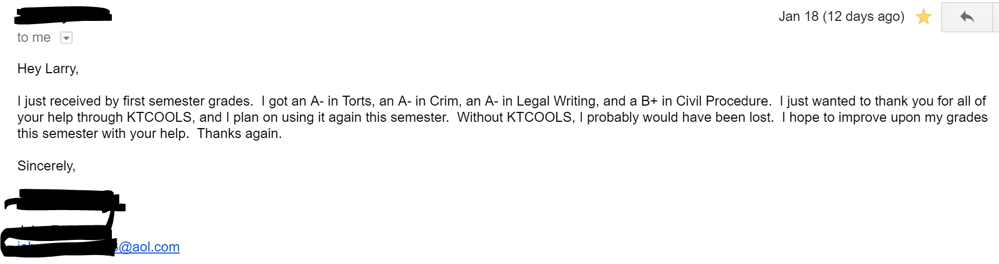 Jan 18 (12 days ago)
to me
Hey Larry,
I just received by first semester grades.  I got an A- in Torts, an A- in Crim, an A- in Legal Writing, and a B+ in Civil Procedure.  I just wanted to thank you for all of
your help through KTCOOLS, and I plan on using it again this semester.  Without KTCOOLS, I probably would have been lost.  I hope to improve upon my grades
this semester with your help.  Thanks again.
Sincerely,
@aol.com